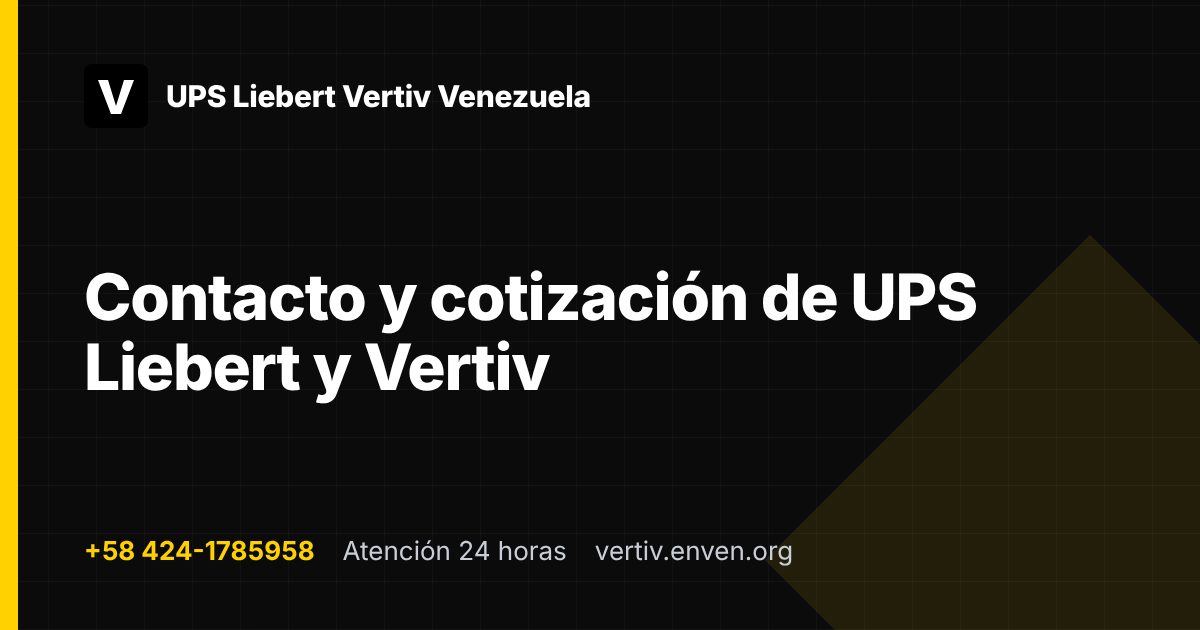 V
UPS Liebert Vertiv Venezuela
Contacto y cotización de UPS
Liebert y Vertiv
+58 424-1785958 Atención 24 horas vertiv.enven.org